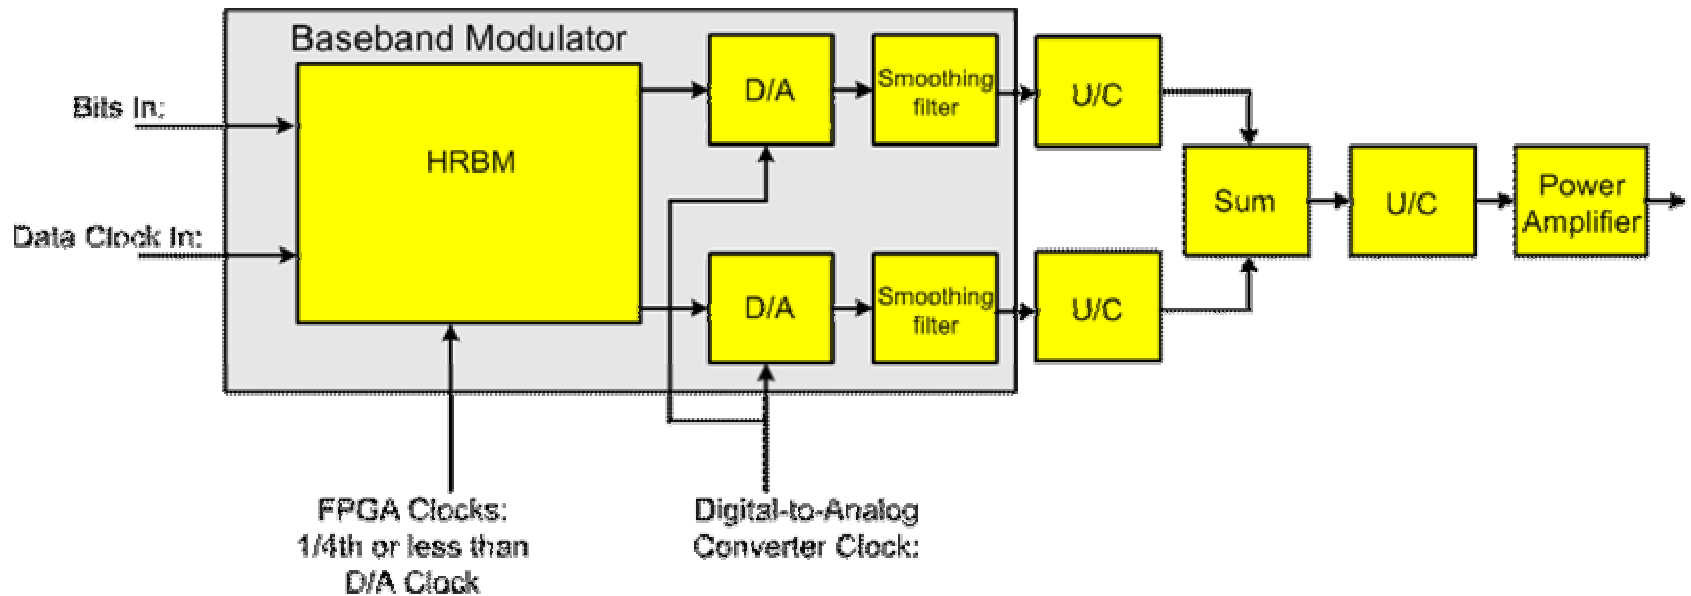 Baseband Modulator
Bits In:
Data Clock In:
HRBM
D/A
Smoothing
filter
U/C
D/A
Smoothing
filter
U/C
Sum
U/C
Power
Amplifier
FPGA Clocks:
1/4th or less than
D/A Clock
Digital-to-Analog
Converter Clock: